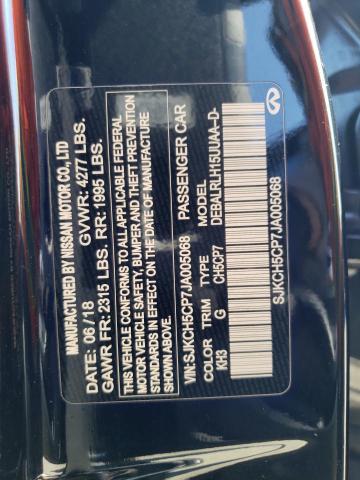 MANUFACTURED BY NISSAN MOTOR CO., LTD
DATE: 06 / 18 GVWR: 4277 LBS.
GAWR FR: 2315 LBS. RR: 1995 LBS.
THIS VEHICLE CONFORMS TO ALL APPLICABLE FEDERAL
MOTOR VEHICLE SAFETY, BUMPER, AND THEFT PREVENTION
STANDARDS IN EFFECT ON THE DATE OF MANUFACTURE
SHOWN ABOVE.
VIN:SJKCH5CP7JA005068 PASSENGER CAR
COLOR TRIM TYPE DEBALRLH15UUAA-D-
KH3 G CH5CP7
SJKCH5CP7JA005068